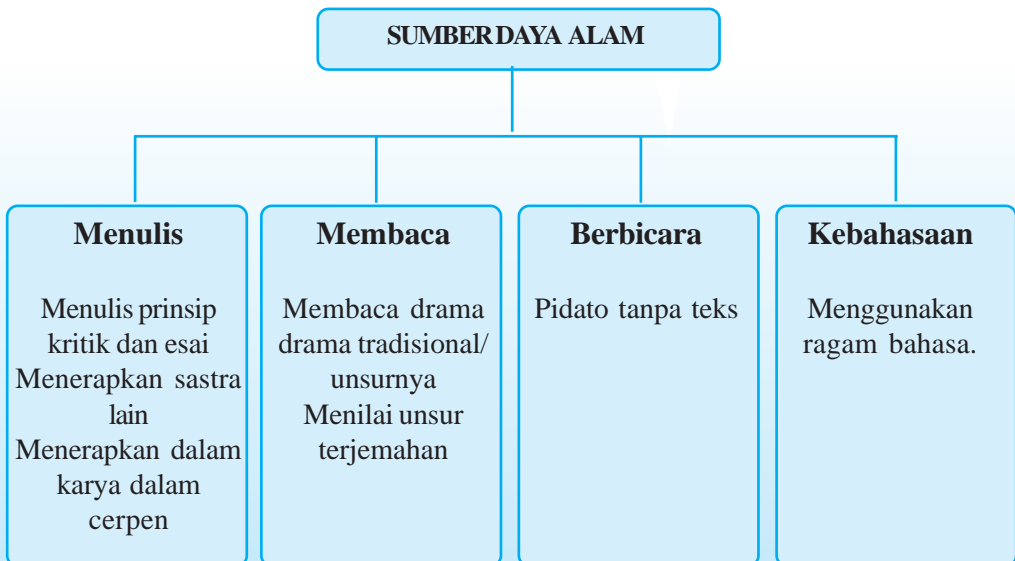 SUMBER DAYA ALAM
Menulis
Menulis prinsip
kritik dan esai
Menerapkan sastra
lain
Menerapkan dalam
karya dalam
cerpen
Membaca
Membaca drama
drama tradisional/
unsurnya
Menilai unsur
terjemahan
Berbicara
Pidato tanpa teks
Kebahasaan
Menggunakan
ragam bahasa.